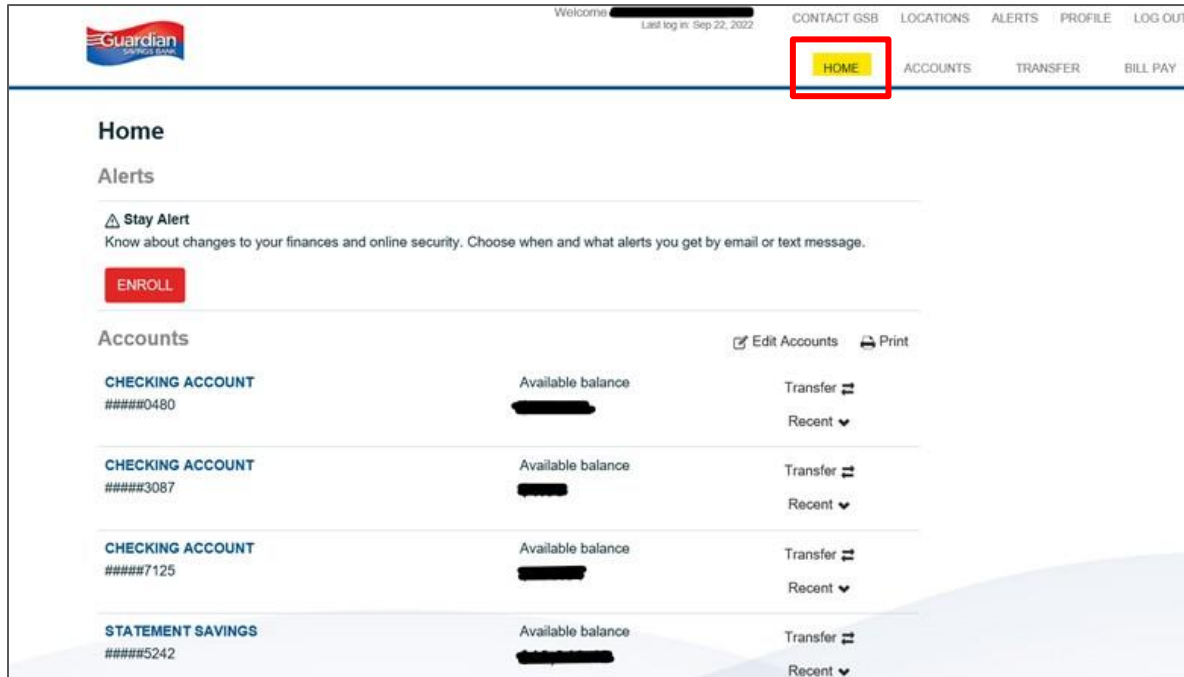 Guardian
SAVINGS BANK
Welcome
Last log in: Sep 22, 2022
CONTACT GSB LOCATIONS ALERTS PROFILE LOG OUT
HOME ACCOUNTS TRANSFER BILL PAY
Home
Alerts
Stay Alert
Know about changes to your finances and online security. Choose when and what alerts you get by email or text message.
ENROLL
Accounts Edit Accounts Print
CHECKING ACCOUNT Available balance Transfer
#####0480
Recent
CHECKING ACCOUNT Available balance Transfer
#####3087
Recent
CHECKING ACCOUNT Available balance Transfer
#####7125
Recent
STATEMENT SAVINGS Available balance Transfer
#####5242
Recent